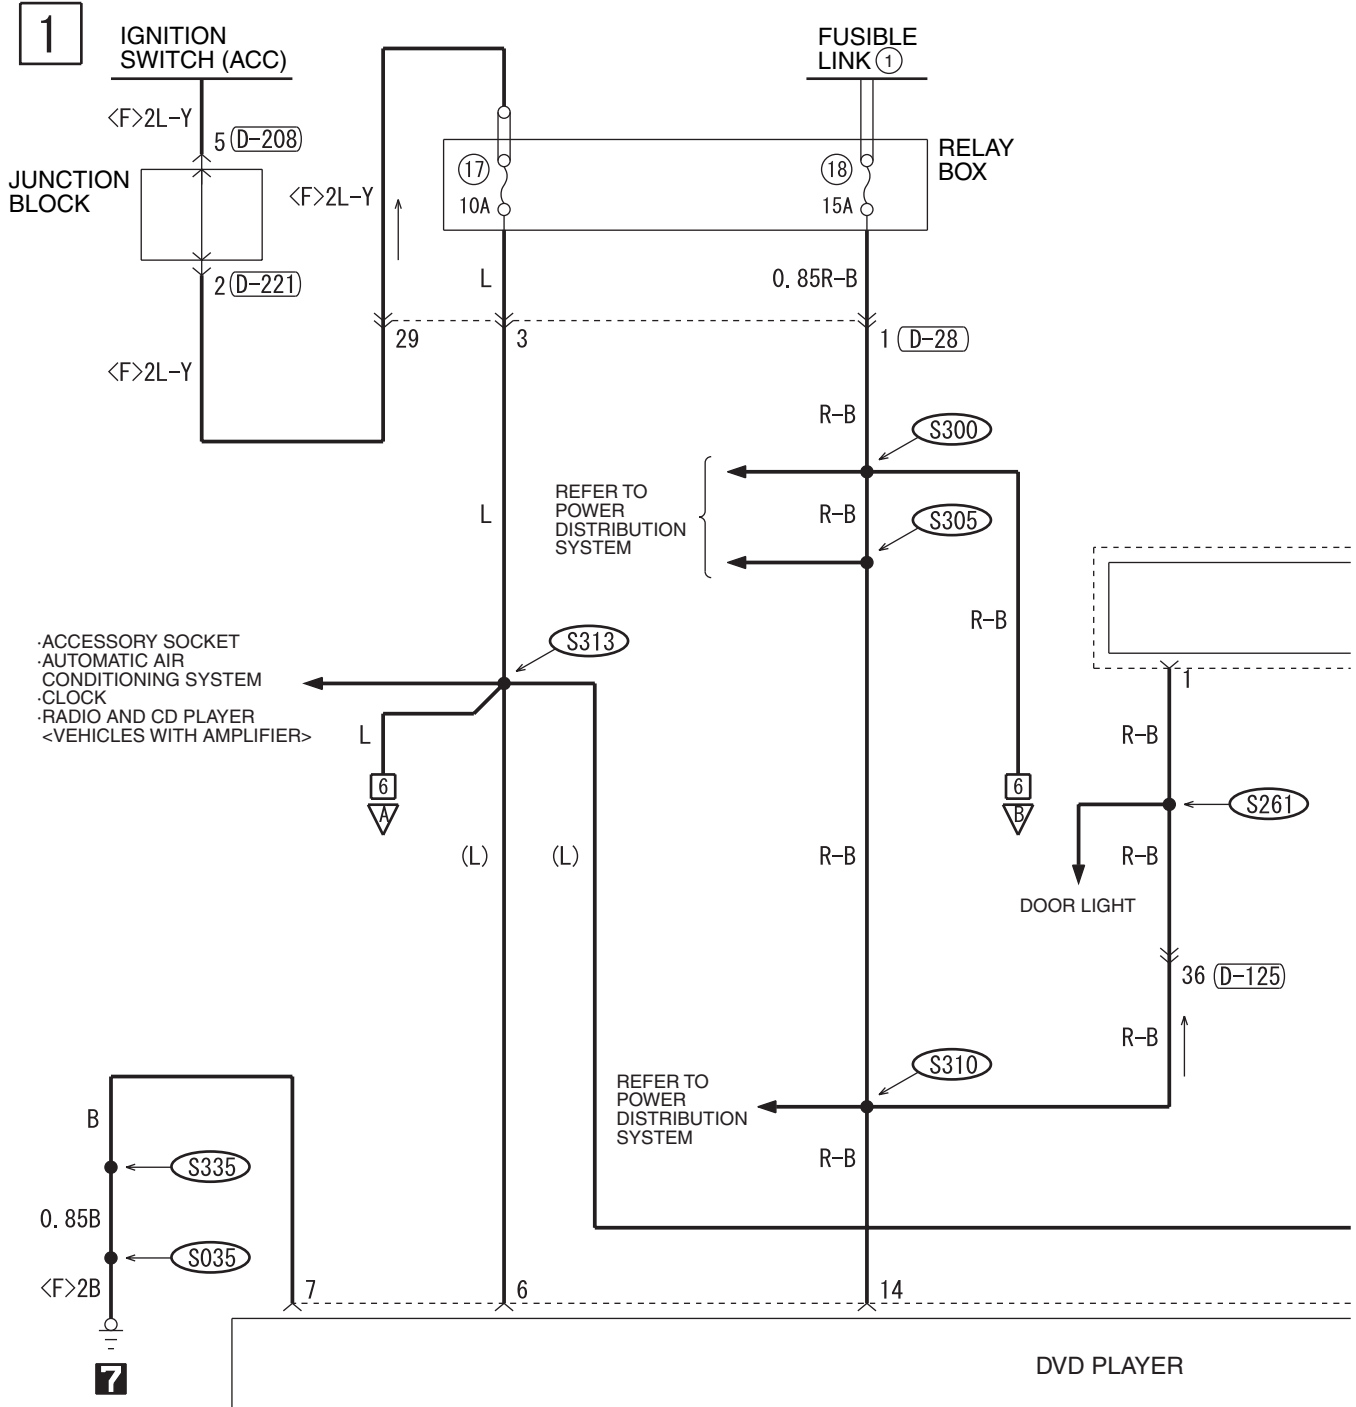 1
IGNITION
SWITCH (ACC)
FUSIBLE
LINK 1
<F>2L-Y
5 D-208
JUNCTION
BLOCK
<F>2L-Y
17
10A
18
15A
RELAY
BOX
2 D-221
L
0.85R-B
29
3
1 D-28
<F>2L-Y
R-B
S300
REFER TO
POWER
DISTRIBUTION
SYSTEM
L
R-B
S305
R-B
·ACCESSORY SOCKET
·AUTOMATIC AIR
CONDITIONING SYSTEM
·CLOCK
·RADIO AND CD PLAYER
<VEHICLES WITH AMPLIFIER>
S313
1
L
R-B
6
A
6
B
S261
(L)
(L)
R-B
R-B
DOOR LIGHT
36 D-125
R-B
S310
REFER TO
POWER
DISTRIBUTION
SYSTEM
B
R-B
S335
0.85B
S035
<F>2B
7
6
14
7
DVD PLAYER